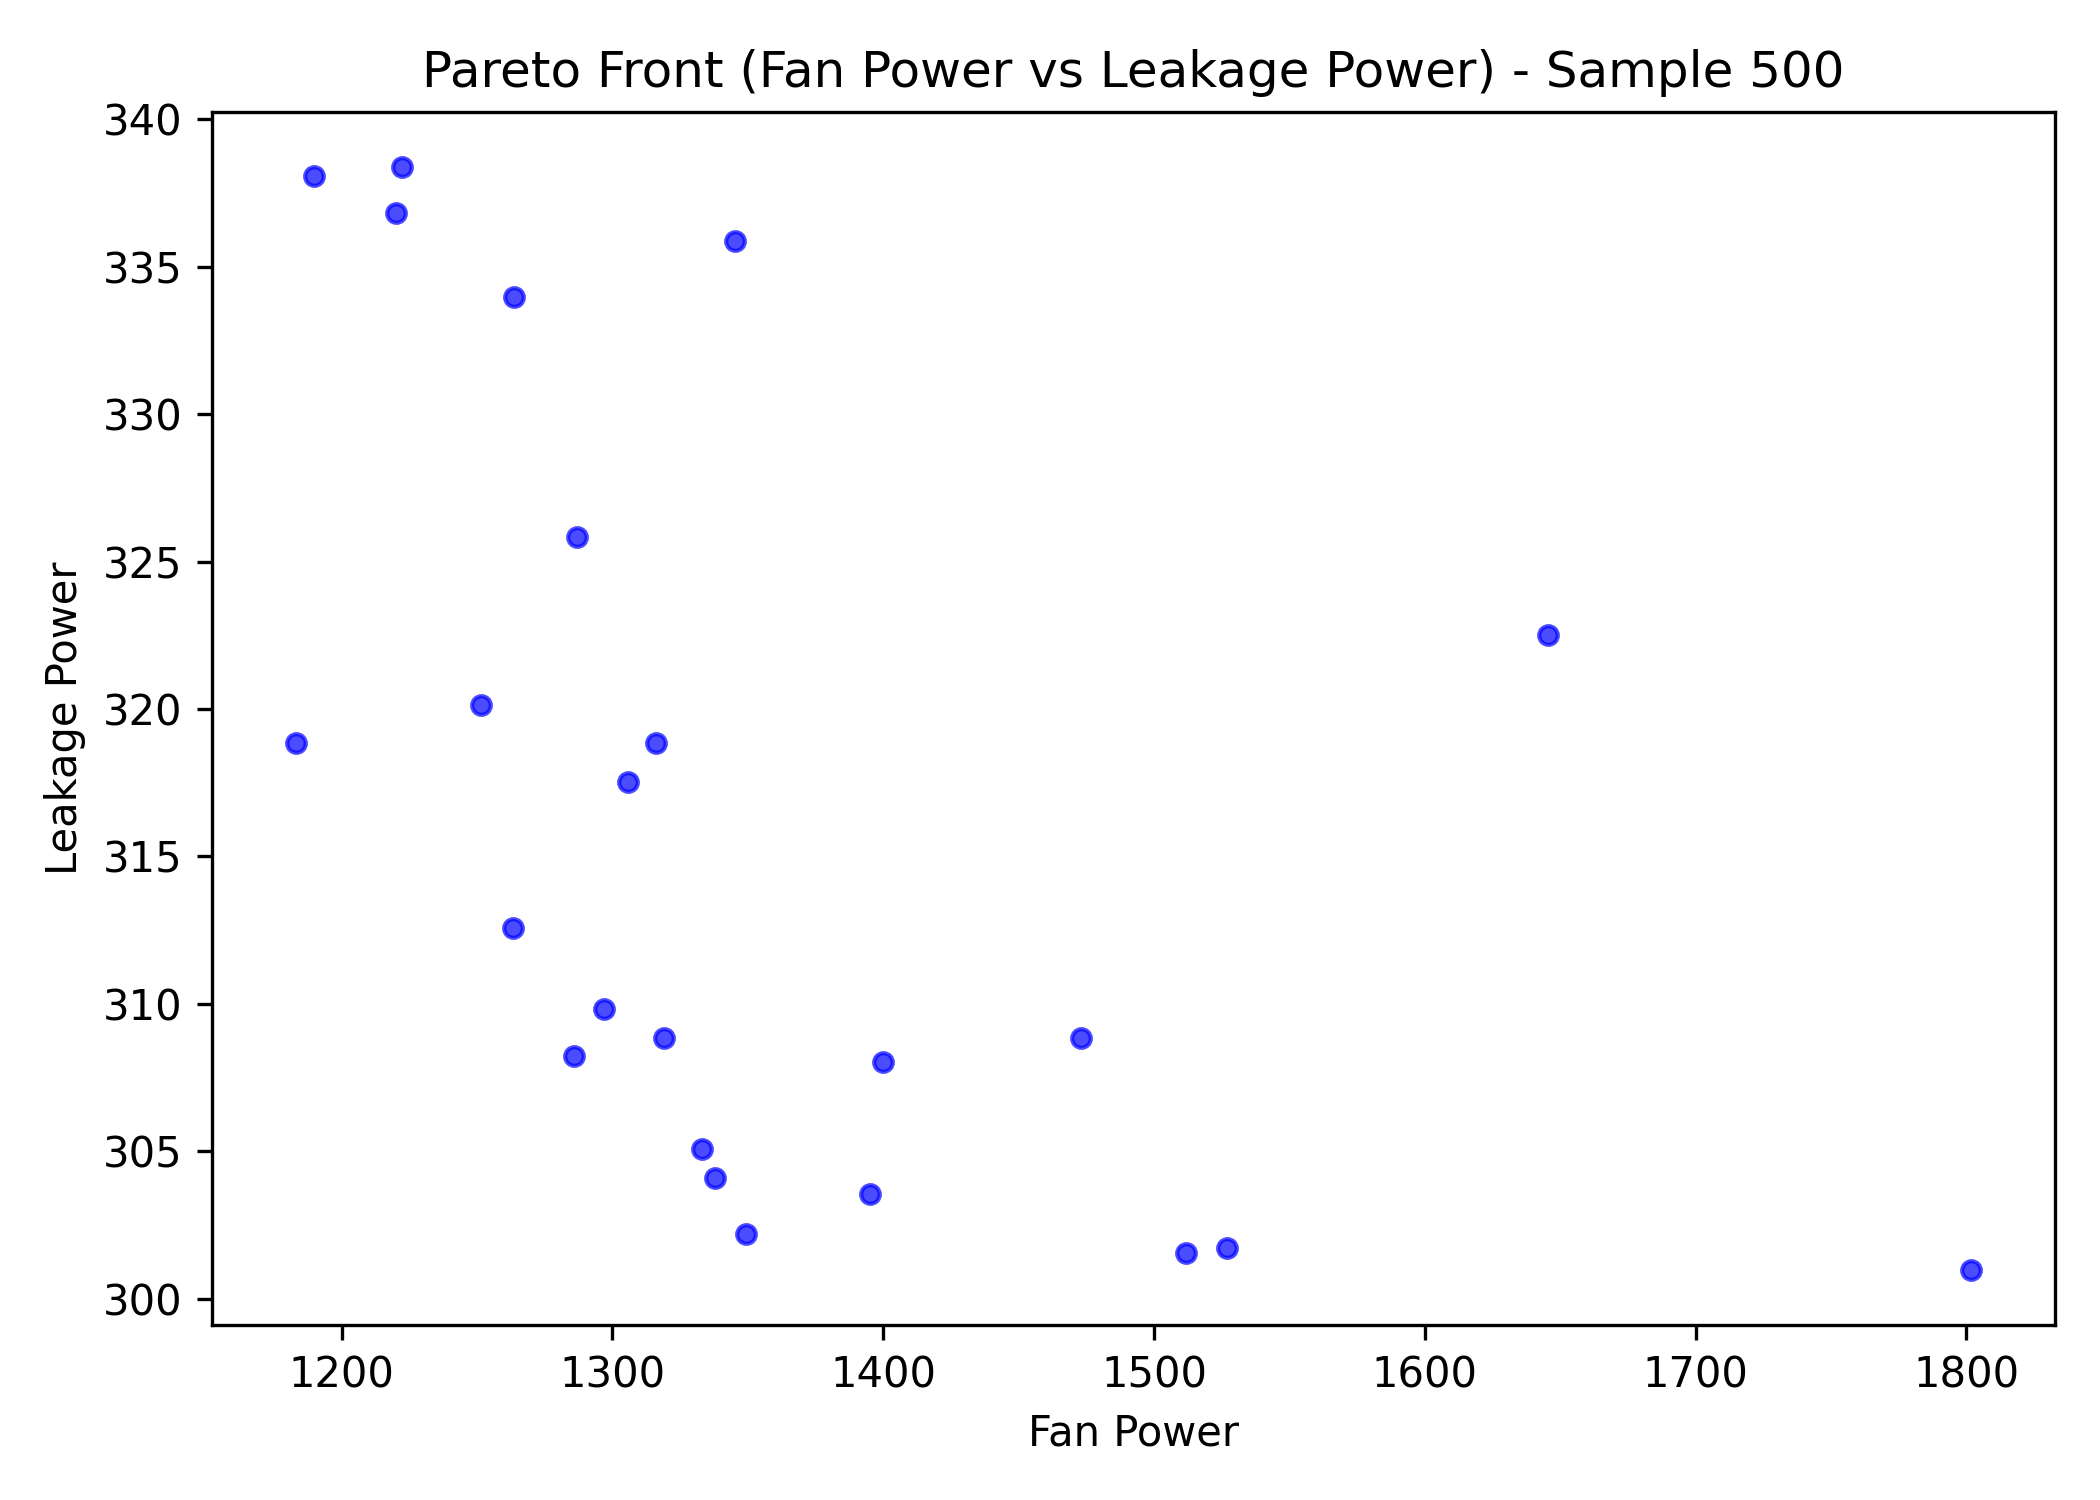 Pareto Front (Fan Power vs Leakage Power) - Sample 500
340
335
330
325
320
315
310
305
300
Leakage Power
1200 1300 1400 1500 1600 1700 1800
Fan Power